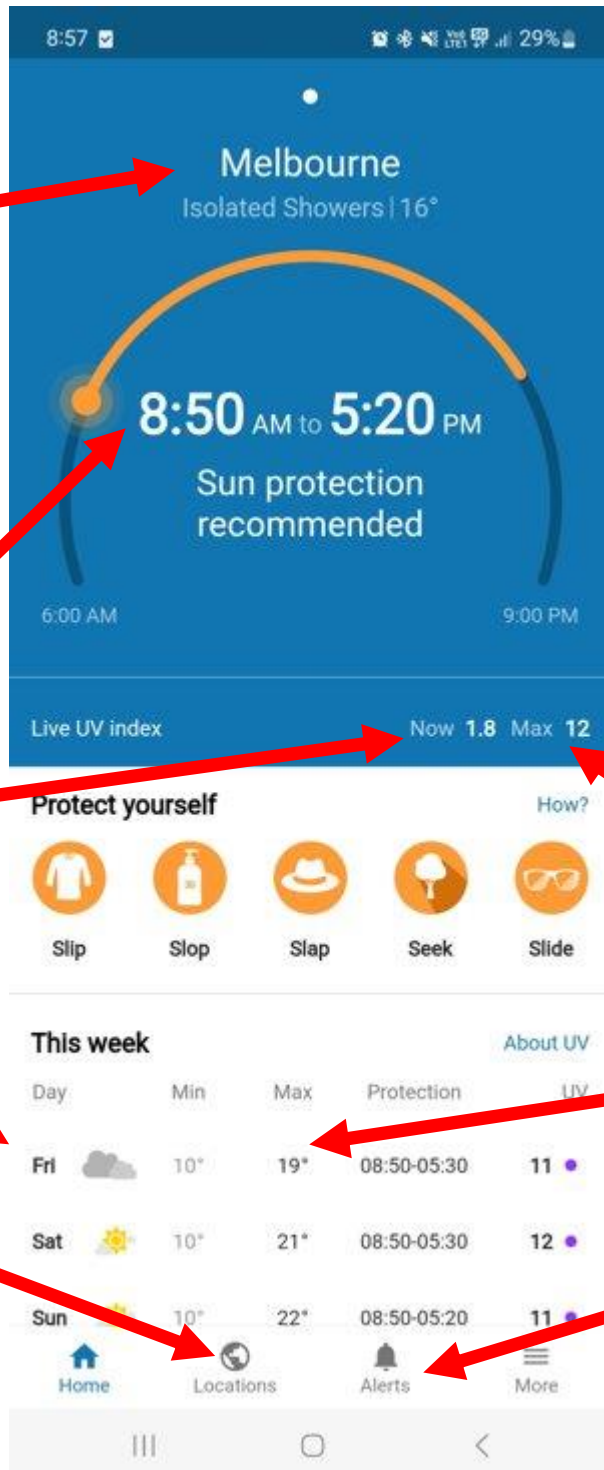 8:57 29%
Melbourne
Isolated Showers | 16°
8:50 AM to 5:20 PM
Sun protection
recommended
6:00 AM 9:00 PM
Live UV index Now 1.8 Max 12
Protect yourself How?
Slip Slop Slap Seek Slide
This week About UV
Day Min Max Protection UV
Fri 10° 19° 08:50-05:30 11
Sat 10° 21° 08:50-05:30 12
Sun 10° 22° 08:50-05:20 11
Home Locations Alerts More